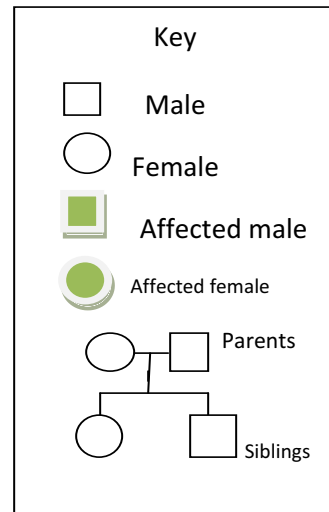 Key
Male
Female
Affected male
Affected female
Parents
Siblings